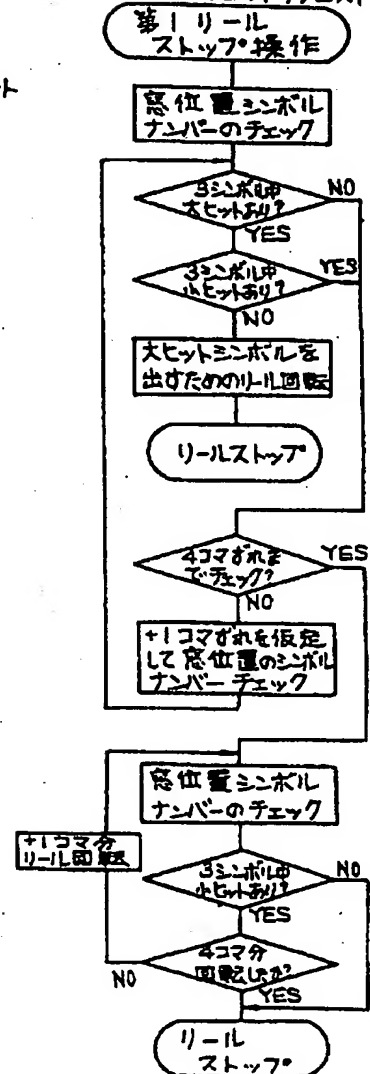 第1リール
ストップ操作
窓位置シンボル
ナンバーのチェック
3シンボル中
大ヒットあり?
NO
YES
3シンボル中
小ヒットあり?
YES
NO
大ヒットシンボルを
出すためのリール回転
リールストップ
4コマずれま
でチェック?
YES
NO
+1コマずれを仮定
して窓位置のシンボル
ナンバーチェック
窓位置シンボル
ナンバーのチェック
+1コマ分
リール回転
3シンボル中
小ヒットあり?
NO
YES
4コマ分
回転したか?
NO
YES
リール
ストップ